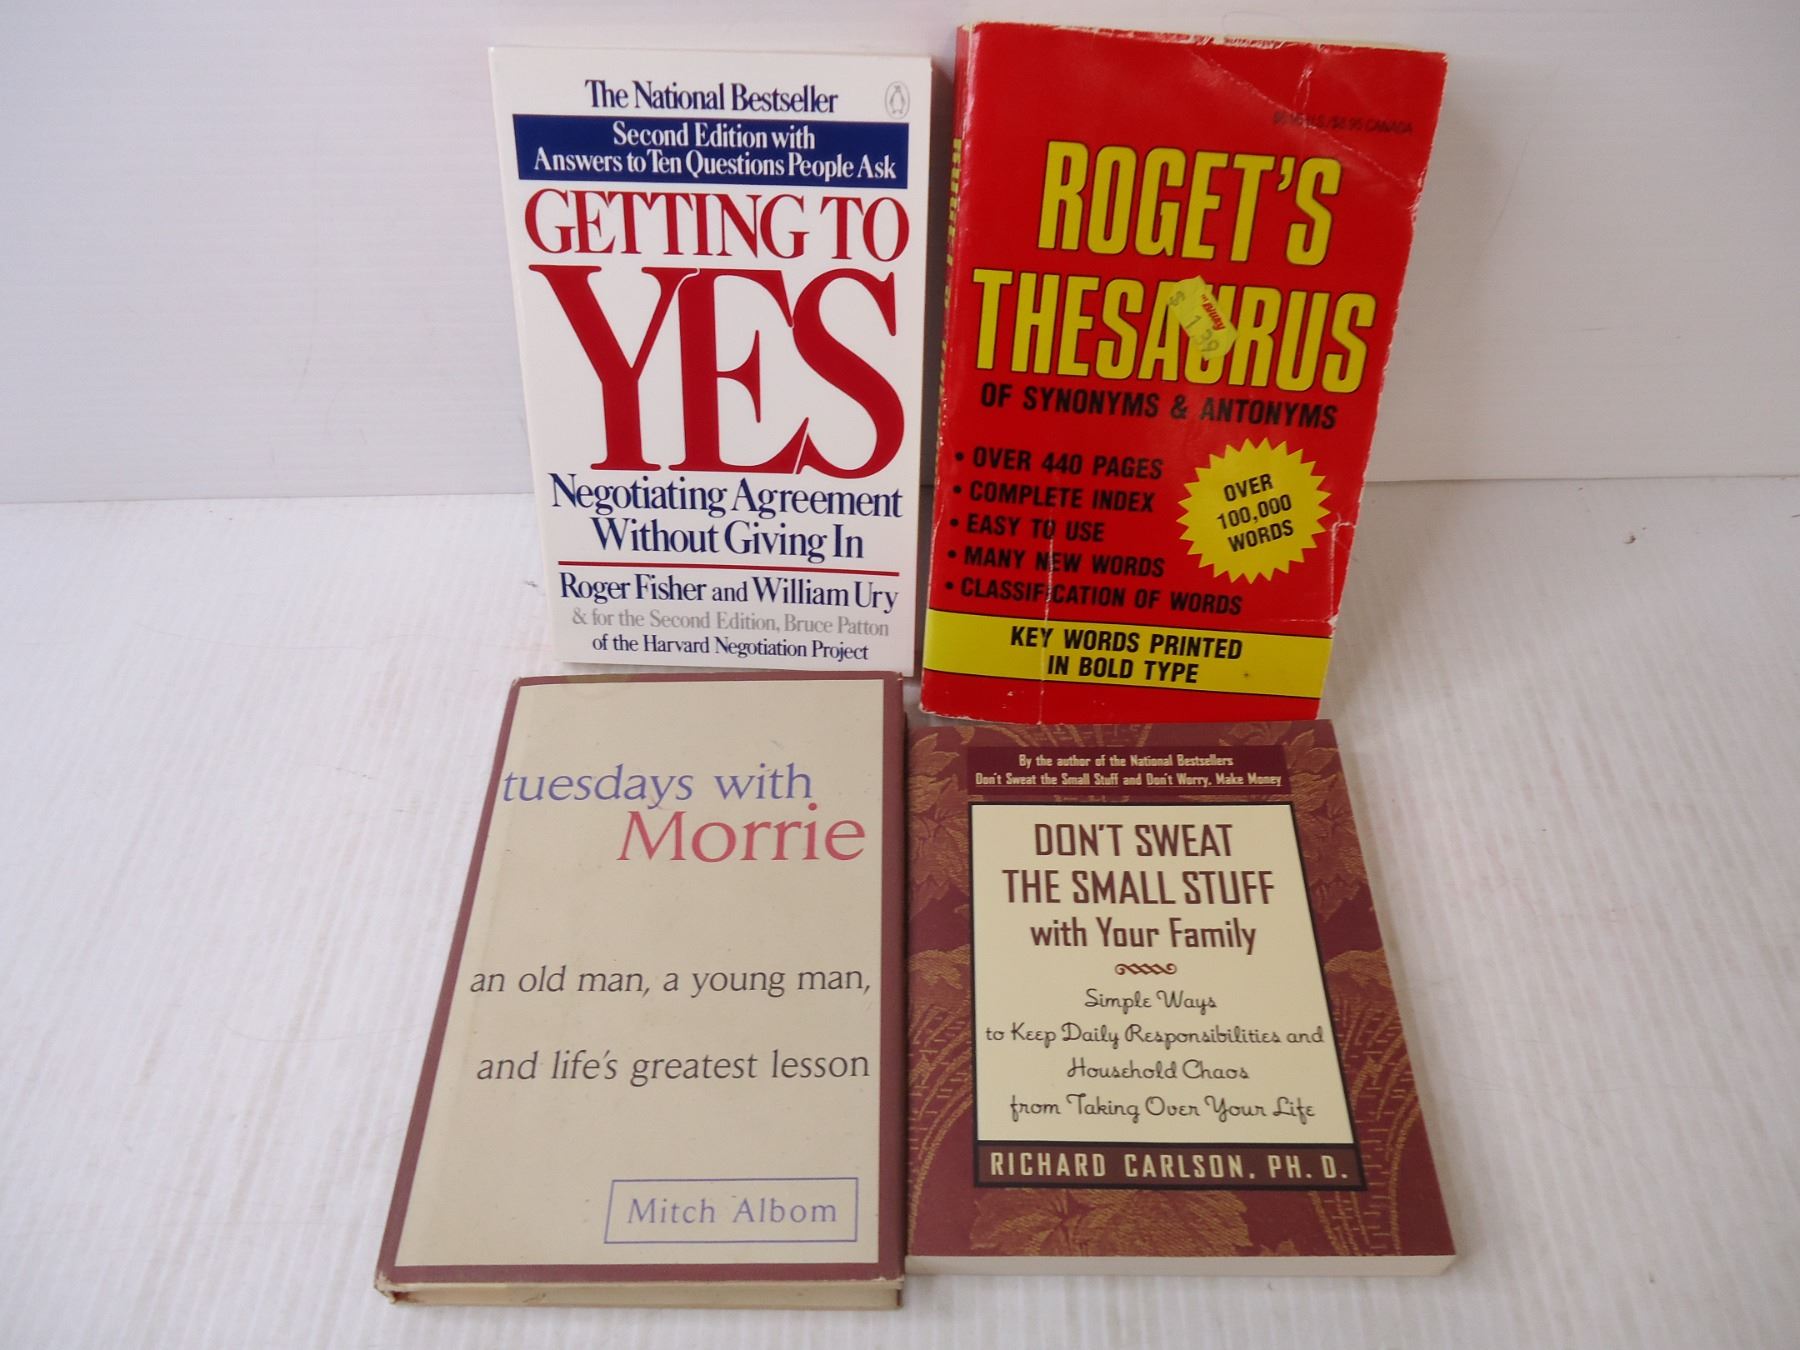 The National Bestseller
Second Edition with
Answers to Ten Questions People Ask
GETTING TO
YES
Negotiating Agreement
Without Giving In
Roger Fisher and William Ury
& for the Second Edition, Bruce Patton
of the Harvard Negotiation Project
CANADA
ROGET'S
THESAURUS
$1.39
OF SYNONYMS & ANTONYMS
• OVER 440 PAGES
• COMPLETE INDEX
• EASY TO USE
• MANY NEW WORDS
• CLASSIFICATION OF WORDS
OVER
100,000
WORDS
KEY WORDS PRINTED
IN BOLD TYPE
tuesdays with
Morrie
an old man, a young man,
and life's greatest lesson
Mitch Albom
By the author of the National Bestsellers
Don't Sweat the Small Stuff and Don't Worry, Make Money
DON'T SWEAT
THE SMALL STUFF
with Your Family
Simple Ways
to Keep Daily Responsibilities and
Household Chaos
from Taking Over Your Life
RICHARD CARLSON, PH. D.